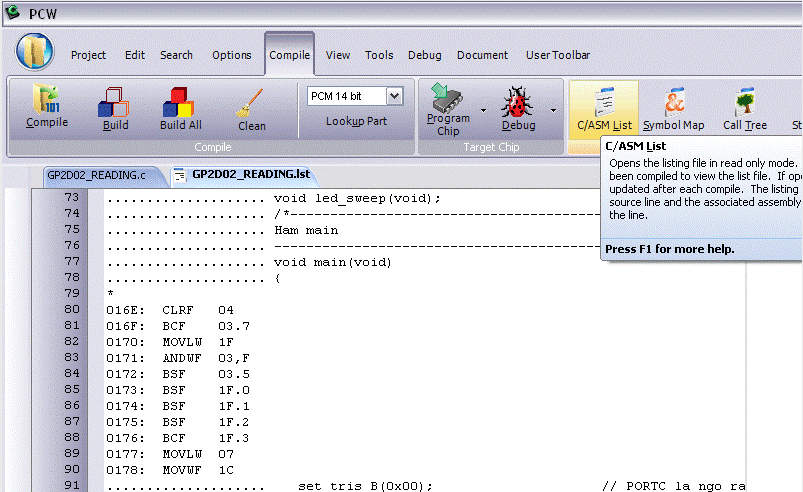 PCW
Project Edit Search Options Compile View Tools Debug Document User Toolbar
101
Compile Build Build All Clean
PCM 14 bit
Lookup Part
Program Chip Debug
C/ASM List Symbol Map Call Tree St
Compile Target Chip
C/ASM List
Opens the listing file in read only mode.
been compiled to view the list file. If ope
updated after each compile. The listing
source line and the associated assembly
the line.
Press F1 for more help.
GP2D02_READING.c GP2D02_READING.lst
73 .................... void led_sweep(void);
74 .................... /*--------------------------------------------------
75 .................... Ham main
76 .................... --------------------------------------------------
77 .................... void main(void)
78 .................... {
79 *
80 016E: CLRF 04
81 016F: BCF 03.7
82 0170: MOVLW 1F
83 0171: ANDWF 03,F
84 0172: BSF 03.5
85 0173: BSF 1F.0
86 0174: BSF 1F.1
87 0175: BSF 1F.2
88 0176: BCF 1F.3
89 0177: MOVLW 07
90 0178: MOVWF 1C
91 .................... set tris B(0x00); // PORTC la ngo ra